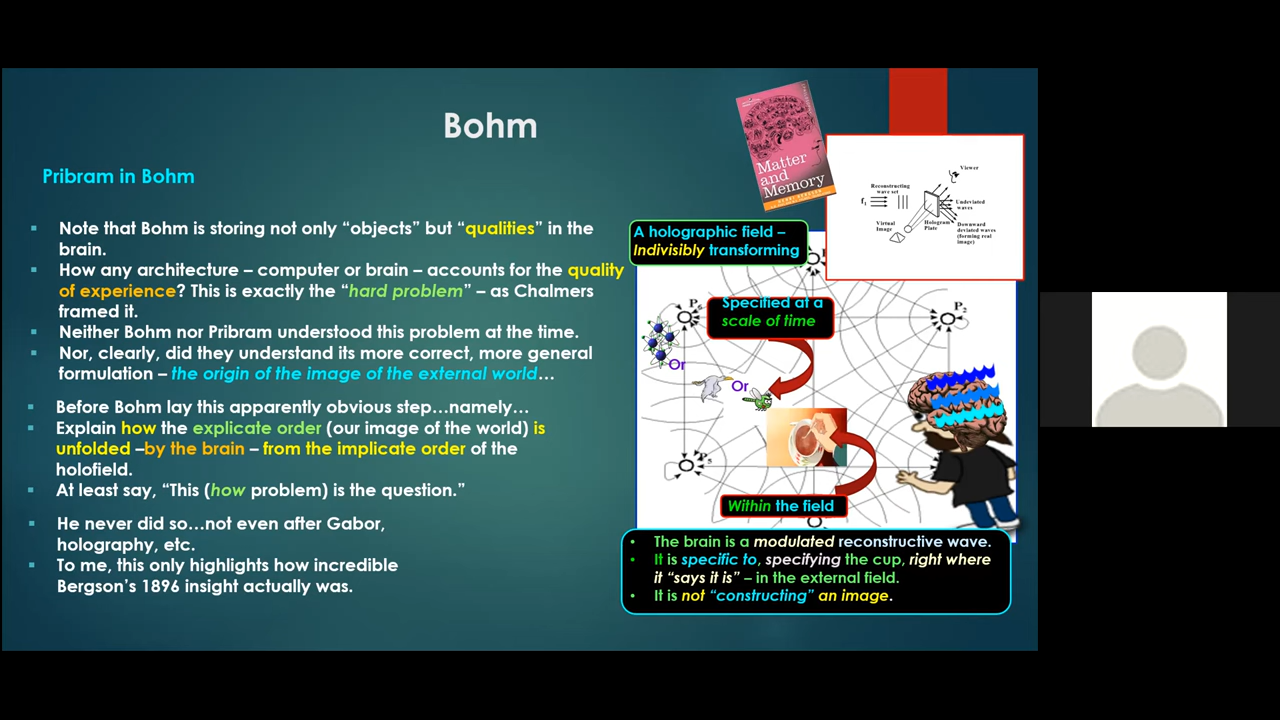 Bohm
Pribram in Bohm
Note that Bohm is storing not only “objects” but “qualities” in the
brain.
How any architecture – computer or brain – accounts for the quality
of experience? This is exactly the “hard problem” – as Chalmers
framed it.
Neither Bohm nor Pribram understood this problem at the time.
Nor, clearly, did they understand its more correct, more general
formulation – the origin of the image of the external world…
Before Bohm lay this apparently obvious step…namely…
Explain how the explicate order (our image of the world) is
unfolded –by the brain – from the implicate order of the
holofield.
At least say, “This (how problem) is the question.”
He never did so…not even after Gabor,
holography, etc.
To me, this only highlights how incredible
Bergson’s 1896 insight actually was.
Matter
and
Memory
Viewer
Reconstructing
wave set
f₁
Undeviated
waves
Virtual
Image
Hologram
Plate
Downward
deviated waves
(forming real
image)
A holographic field –
Indivisibly transforming
P₆
Specified at a
scale of time
P₂
Or
Or
P₅
Within the field
The brain is a modulated reconstructive wave.
It is specific to, specifying the cup, right where
it “says it is” – in the external field.
It is not “constructing” an image.